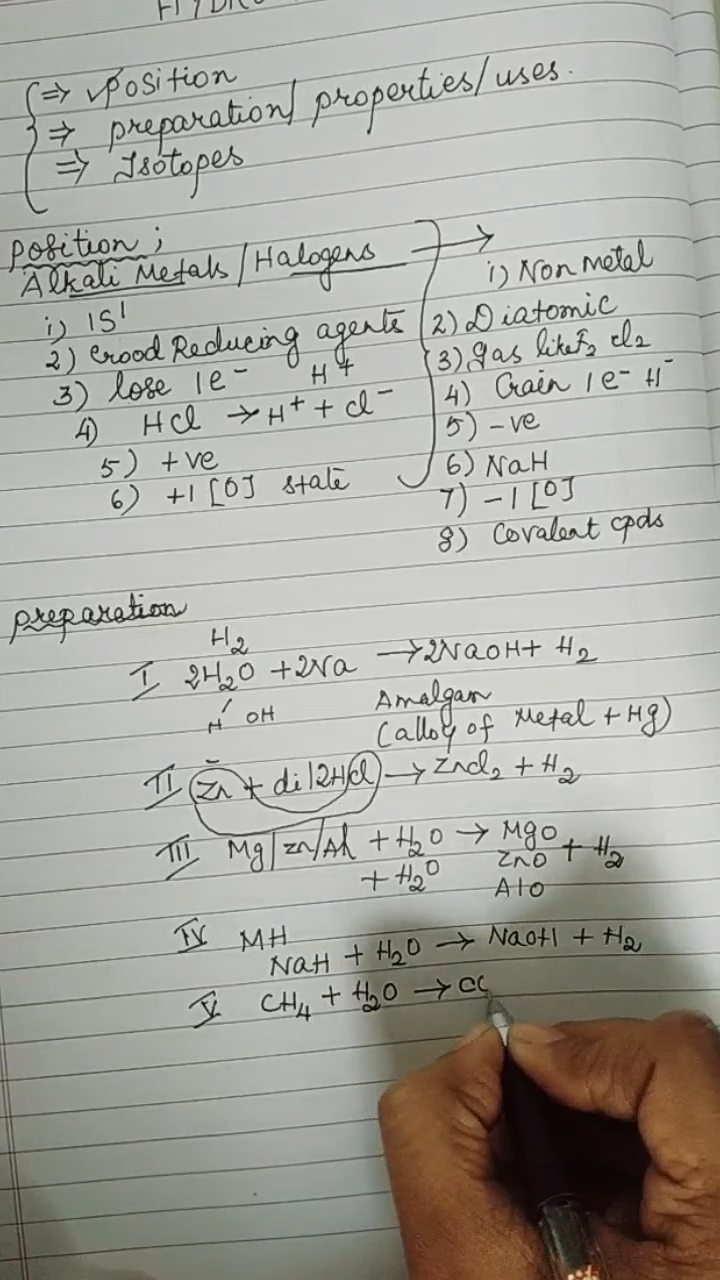 HYDRO
{ ⇒ ✓Position
⇒ preparation/ properties/uses.
⇒ Isotopes
position ;
Alkali Metals / Halogens →
i) 1S¹
2) Good Reducing agents
3) lose 1e⁻ H⁺
4) HCl → H⁺ + Cl⁻
5) +ve
6) +1 [O] state
i) Non metal
2) Diatomic
3) gas like F₂ Cl₂
4) Gain 1e⁻ H⁻
5) -ve
6) NaH
7) -1 [O]
8) Covalent cpds
preparation
H₂
I 2H₂O + 2Na → 2NaOH + H₂
H OH
Amalgam
(alloy of Metal + Hg)
II Zn + dil 2HCl → ZnCl₂ + H₂
III Mg/Zn/Al + H₂O → MgO
+ H₂O ZnO + H₂
AlO
IV MH
NaH + H₂O → NaOH + H₂
V CH₄ + H₂O → CO